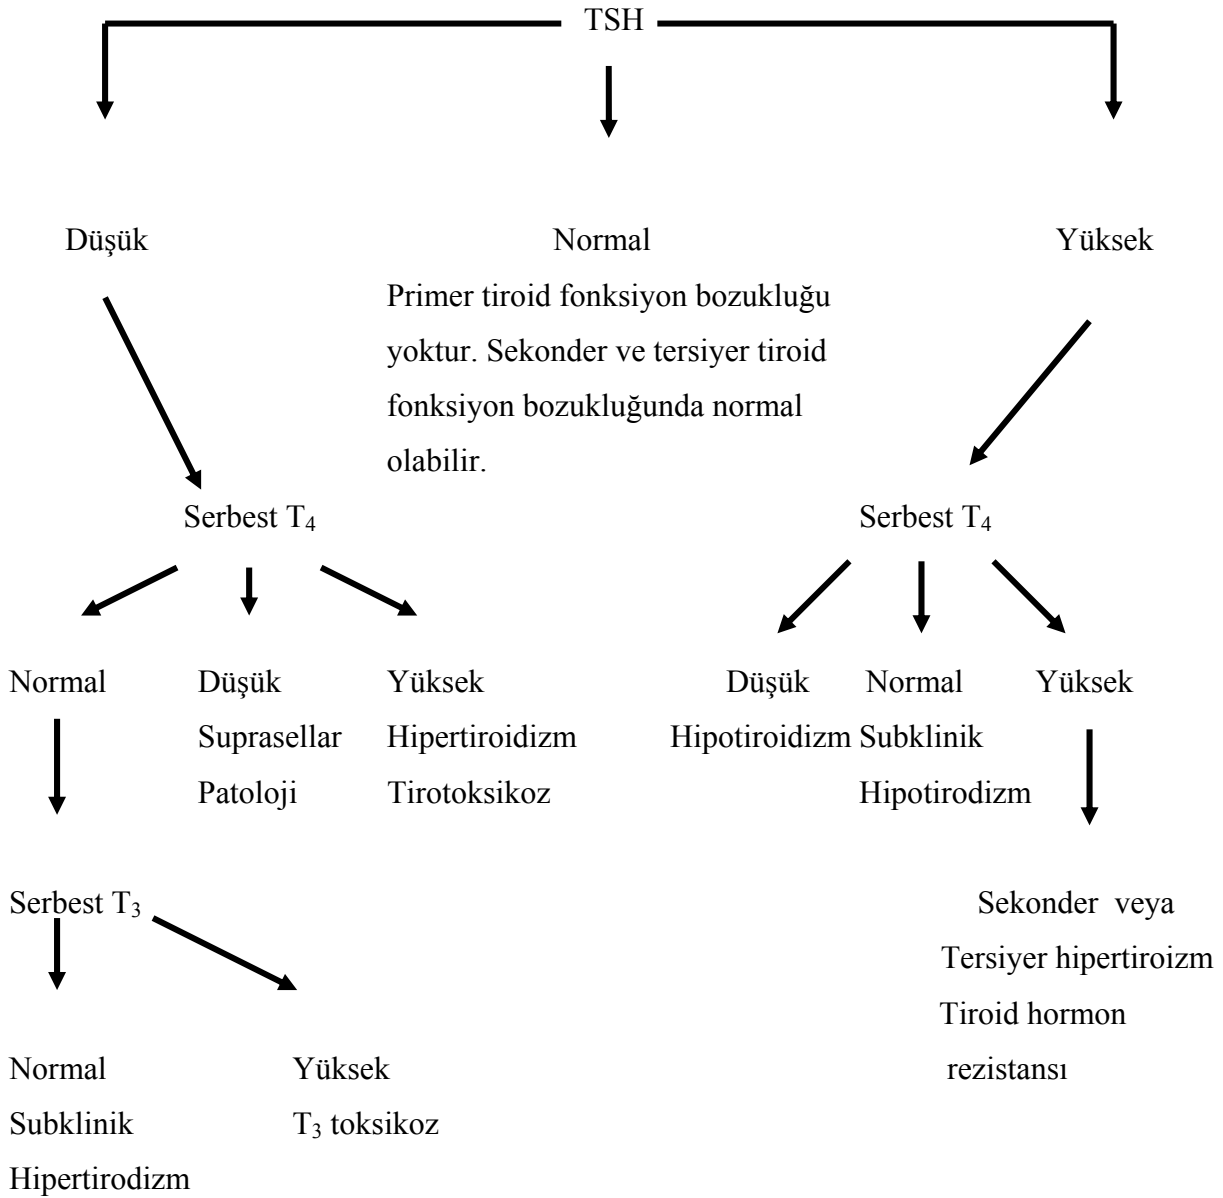 TSH
Düşük Normal Yüksek
Primer tiroid fonksiyon bozukluğu
yoktur. Sekonder ve tersiyer tiroid
fonksiyon bozukluğunda normal
olabilir.
Serbest T₄ Serbest T₄
Normal Düşük Yüksek Düşük Normal Yüksek
Suprasellar Hipertiroidizm Hipotiroidizm Subklinik
Patoloji Tirotoksikoz Hipotirodizm
Serbest T₃ Sekonder veya
Tersiyer hipertiroizm
Tiroid hormon
Normal Yüksek rezistansı
Subklinik T₃ toksikoz
Hipertirodizm